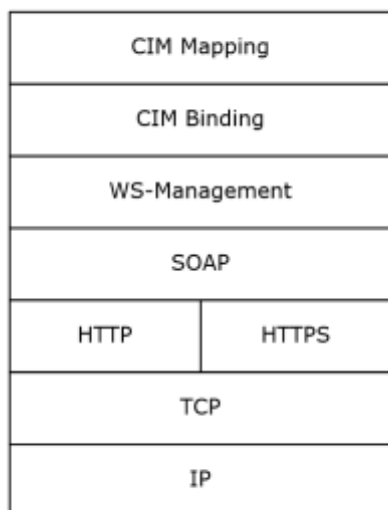 CIM Mapping
CIM Binding
WS-Management
SOAP
HTTP
HTTPS
TCP
IP